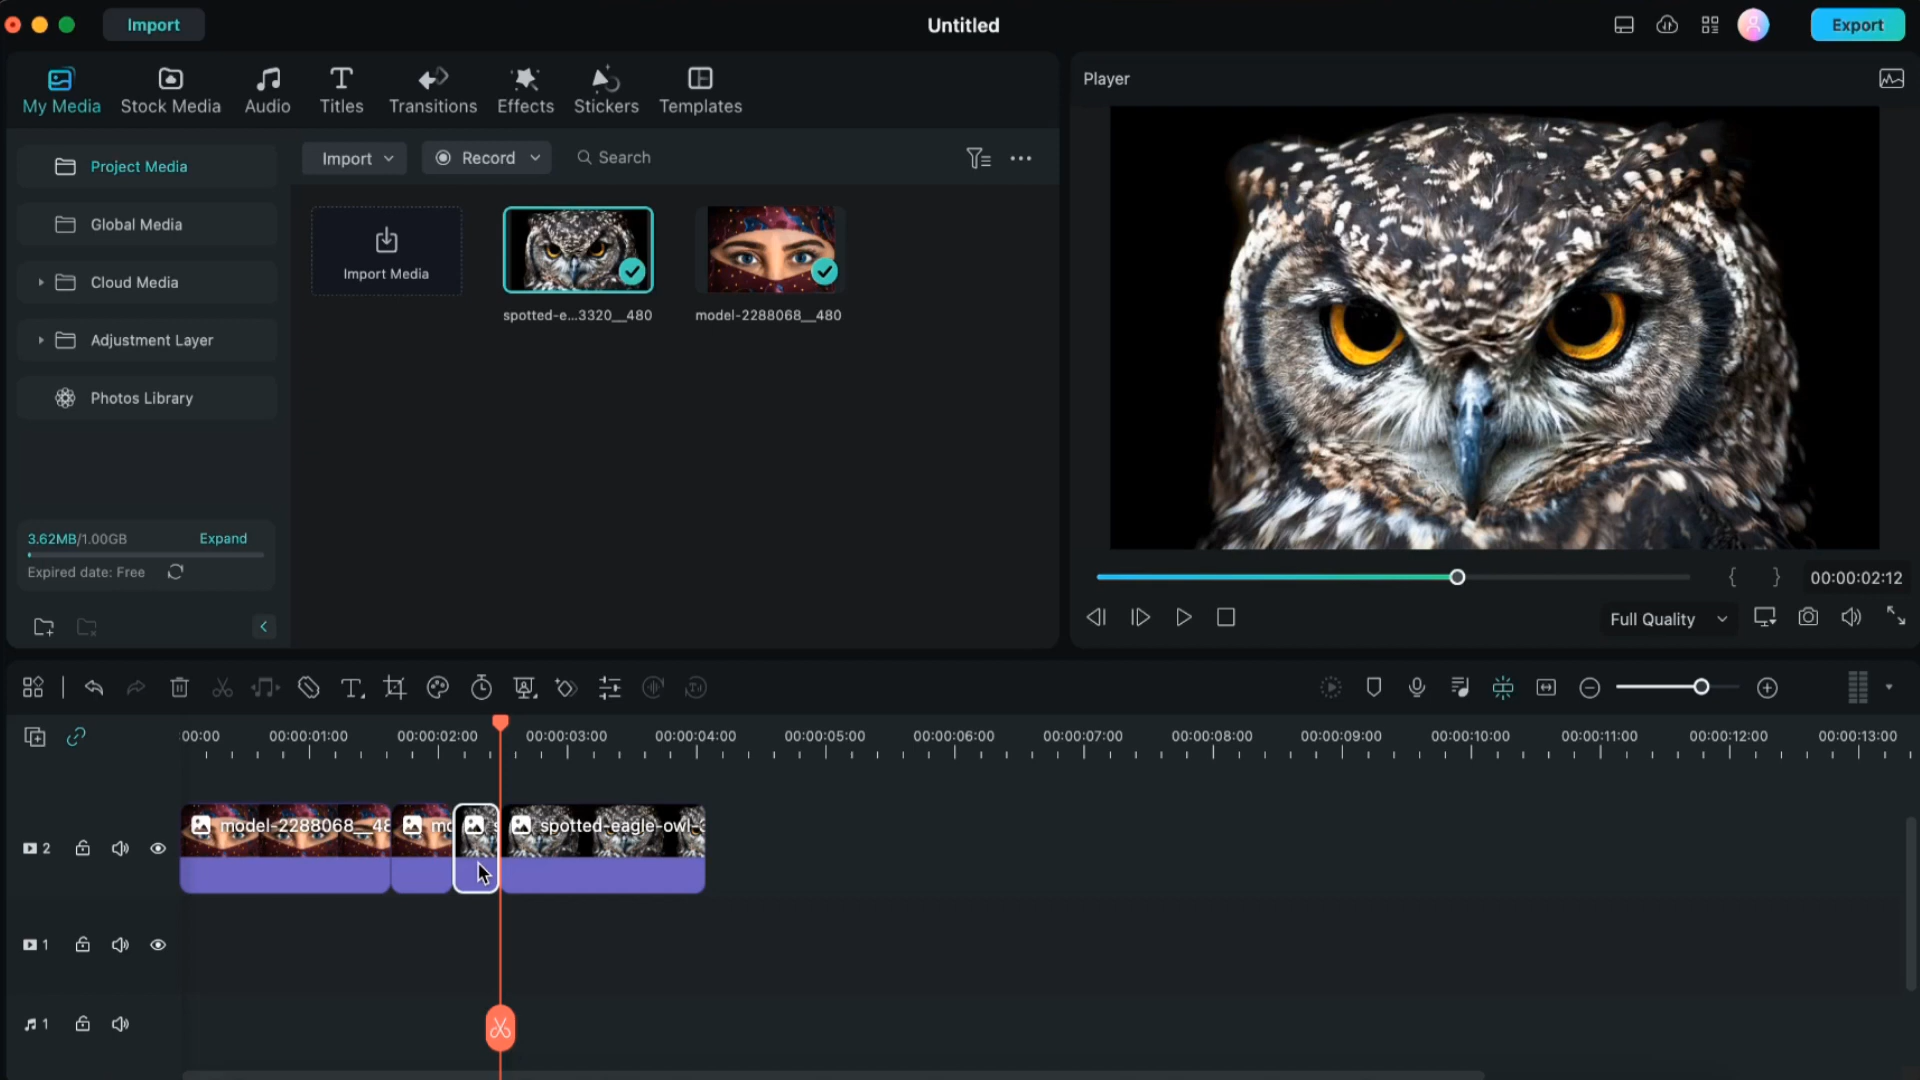 Import
Untitled
Export
My Media
Stock Media
Audio
Titles
Transitions
Effects
Stickers
Templates
Player
Project Media
Import
Record
Search
Global Media
Cloud Media
Adjustment Layer
Photos Library
Import Media
spotted-e...3320__480
model-2288068__480
3.62MB/1.00GB
Expand
Expired date: Free
00:00:02:12
Full Quality
:00:00
00:00:01:00
00:00:02:00
00:00:03:00
00:00:04:00
00:00:05:00
00:00:06:00
00:00:07:00
00:00:08:00
00:00:09:00
00:00:10:00
00:00:11:00
00:00:12:00
00:00:13:00
2
model-2288068__48
mo
s
spotted-eagle-owl-3
1
1